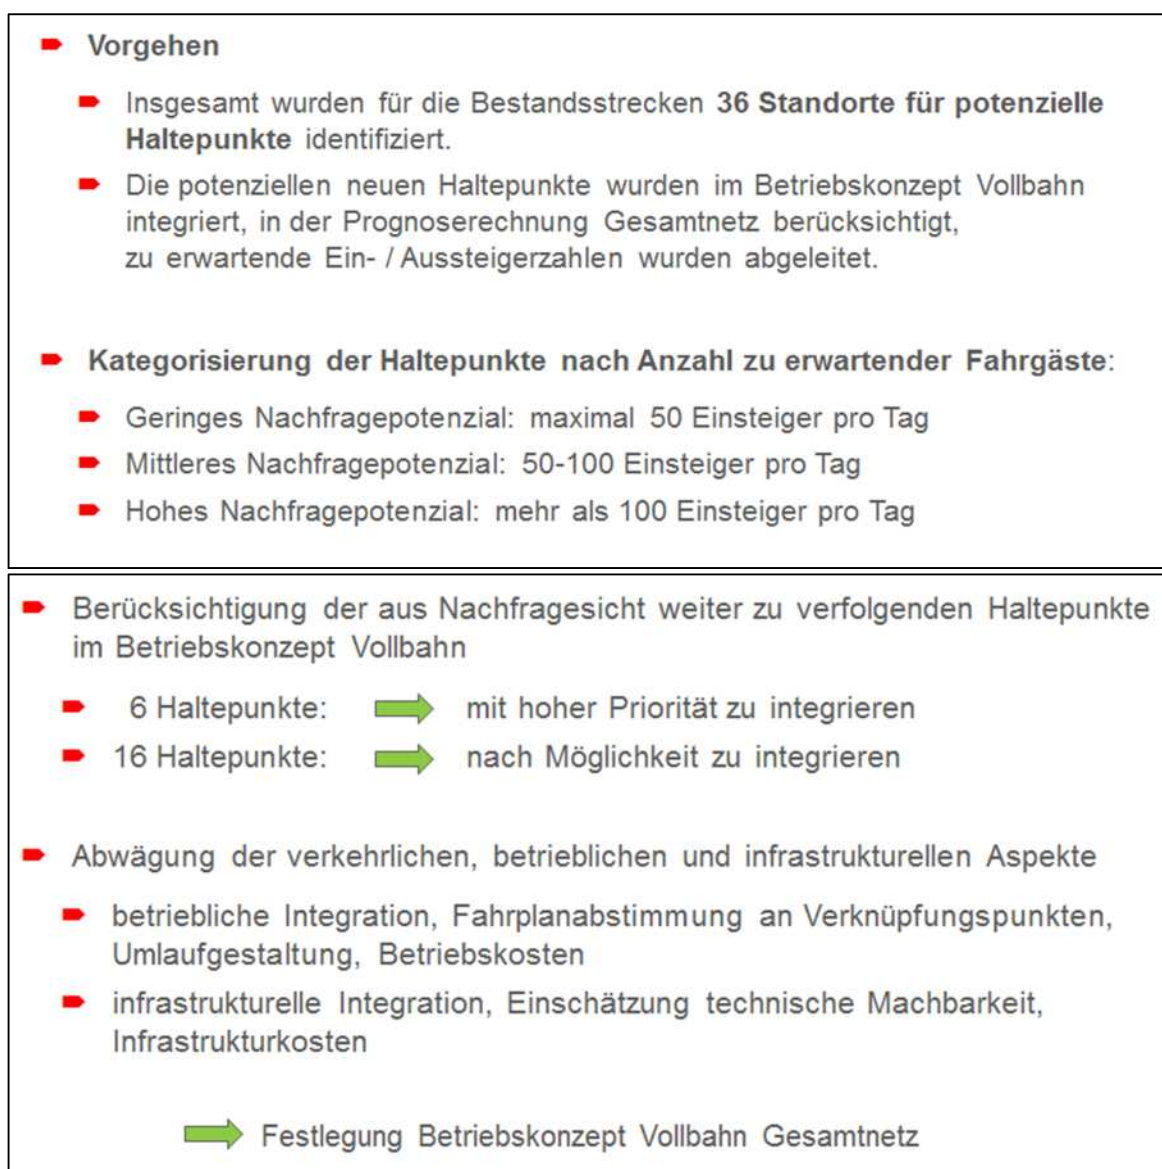 Vorgehen
Insgesamt wurden für die Bestandsstrecken 36 Standorte für potenzielle
Haltepunkte identifiziert.
Die potenziellen neuen Haltepunkte wurden im Betriebskonzept Vollbahn
integriert, in der Prognoserechnung Gesamtnetz berücksichtigt,
zu erwartende Ein- / Aussteigerzahlen wurden abgeleitet.
Kategorisierung der Haltepunkte nach Anzahl zu erwartender Fahrgäste:
Geringes Nachfragepotenzial: maximal 50 Einsteiger pro Tag
Mittleres Nachfragepotenzial: 50-100 Einsteiger pro Tag
Hohes Nachfragepotenzial: mehr als 100 Einsteiger pro Tag
Berücksichtigung der aus Nachfragesicht weiter zu verfolgenden Haltepunkte
im Betriebskonzept Vollbahn
6 Haltepunkte: mit hoher Priorität zu integrieren
16 Haltepunkte: nach Möglichkeit zu integrieren
Abwägung der verkehrlichen, betrieblichen und infrastrukturellen Aspekte
betriebliche Integration, Fahrplanabstimmung an Verknüpfungspunkten,
Umlaufgestaltung, Betriebskosten
infrastrukturelle Integration, Einschätzung technische Machbarkeit,
Infrastrukturkosten
Festlegung Betriebskonzept Vollbahn Gesamtnetz